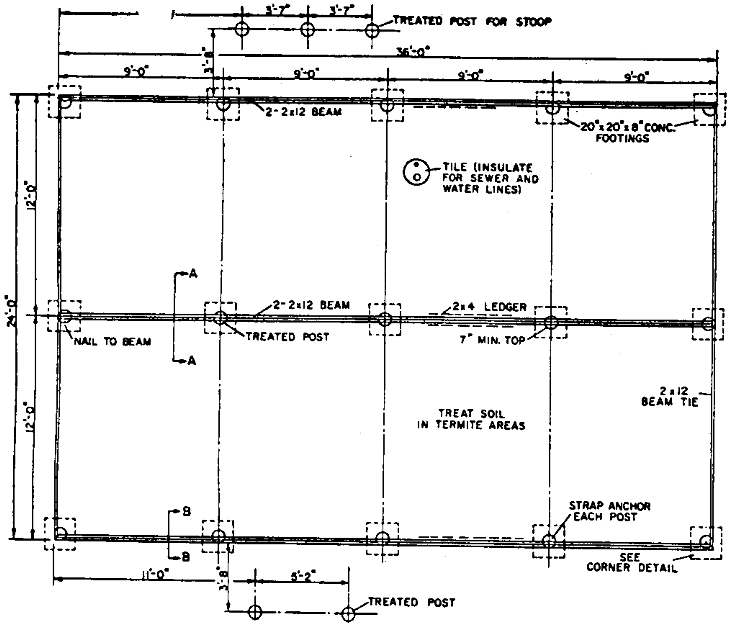 3'-7"
3'-7"
TREATED POST FOR STOOP
3'-8"
36'-0"
9'-0"
9'-0"
9'-0"
9'-0"
2-2x12 BEAM
20"x20"x8" CONC.
FOOTINGS
TILE (INSULATE
FOR SEWER AND
WATER LINES)
12'-0"
24'-0"
A
2-2x12 BEAM
2x4 LEDGER
NAIL TO BEAM
TREATED POST
7" MIN. TOP
A
2x12
BEAM TIE
TREAT SOIL
IN TERMITE AREAS
12'-0"
B
STRAP ANCHOR
EACH POST
B
SEE
CORNER DETAIL
11'-0"
3'-8"
5'-2"
TREATED POST